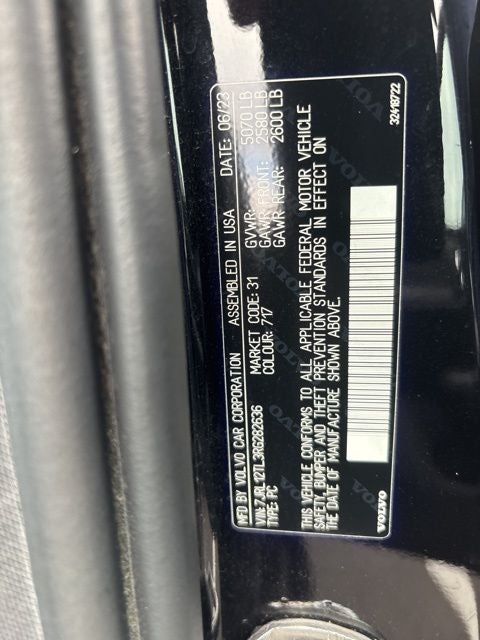 MFD BY VOLVO CAR CORPORATION ASSEMBLED IN USA DATE: 06/23
VIN: 7JRL12TL3RG282636 MARKET CODE: 31 GVWR: 5070 LB
TYPE: PC COLOUR: 717 GAWR FRONT: 2580 LB
GAWR REAR: 2600 LB
THIS VEHICLE CONFORMS TO ALL APPLICABLE FEDERAL MOTOR VEHICLE
SAFETY, BUMPER AND THEFT PREVENTION STANDARDS IN EFFECT ON
THE DATE OF MANUFACTURE SHOWN ABOVE.
VOLVO 32418722